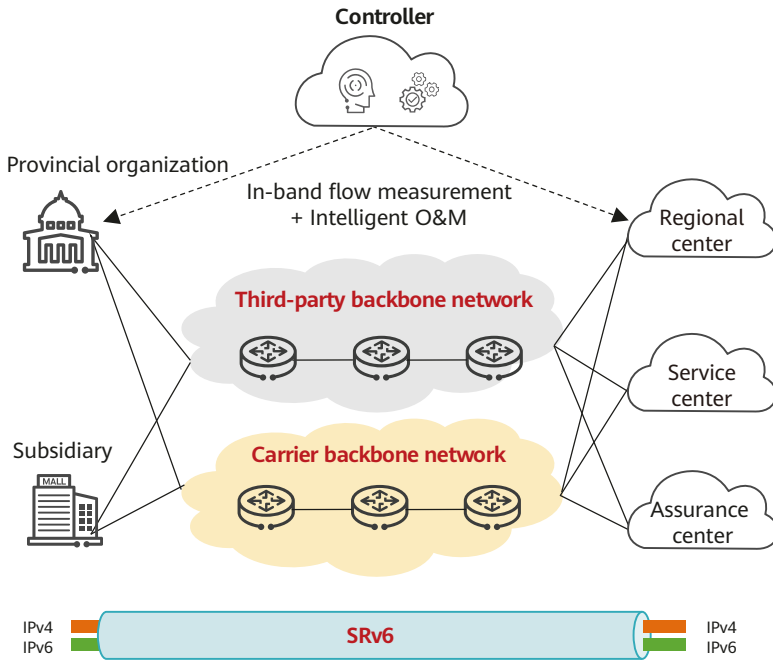 Controller
Provincial organization
In-band flow measurement
+ Intelligent O&M
Regional
center
Third-party backbone network
Service
center
Subsidiary
MALL
Carrier backbone network
Assurance
center
IPv4
IPv6
SRv6
IPv4
IPv6